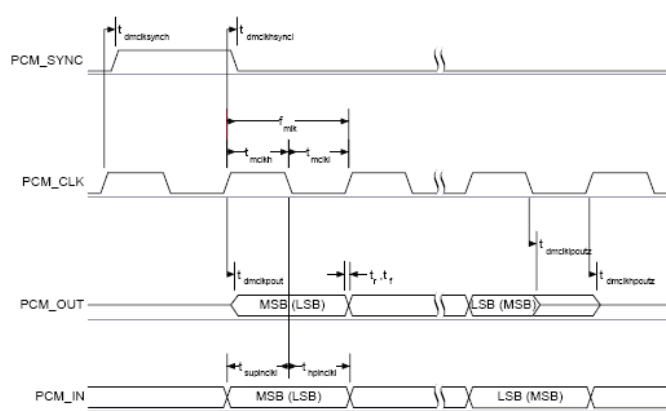 t dmclksynch
t dmclkhsyncl
PCM_SYNC
f mlk
t mclkh
t mclkl
PCM_CLK
t dmclklpoutz
t dmclkpout
t r , t f
t dmclkhpoutz
PCM_OUT
MSB (LSB)
LSB (MSB)
t supinclkl
t hpinclkl
PCM_IN
MSB (LSB)
LSB (MSB)